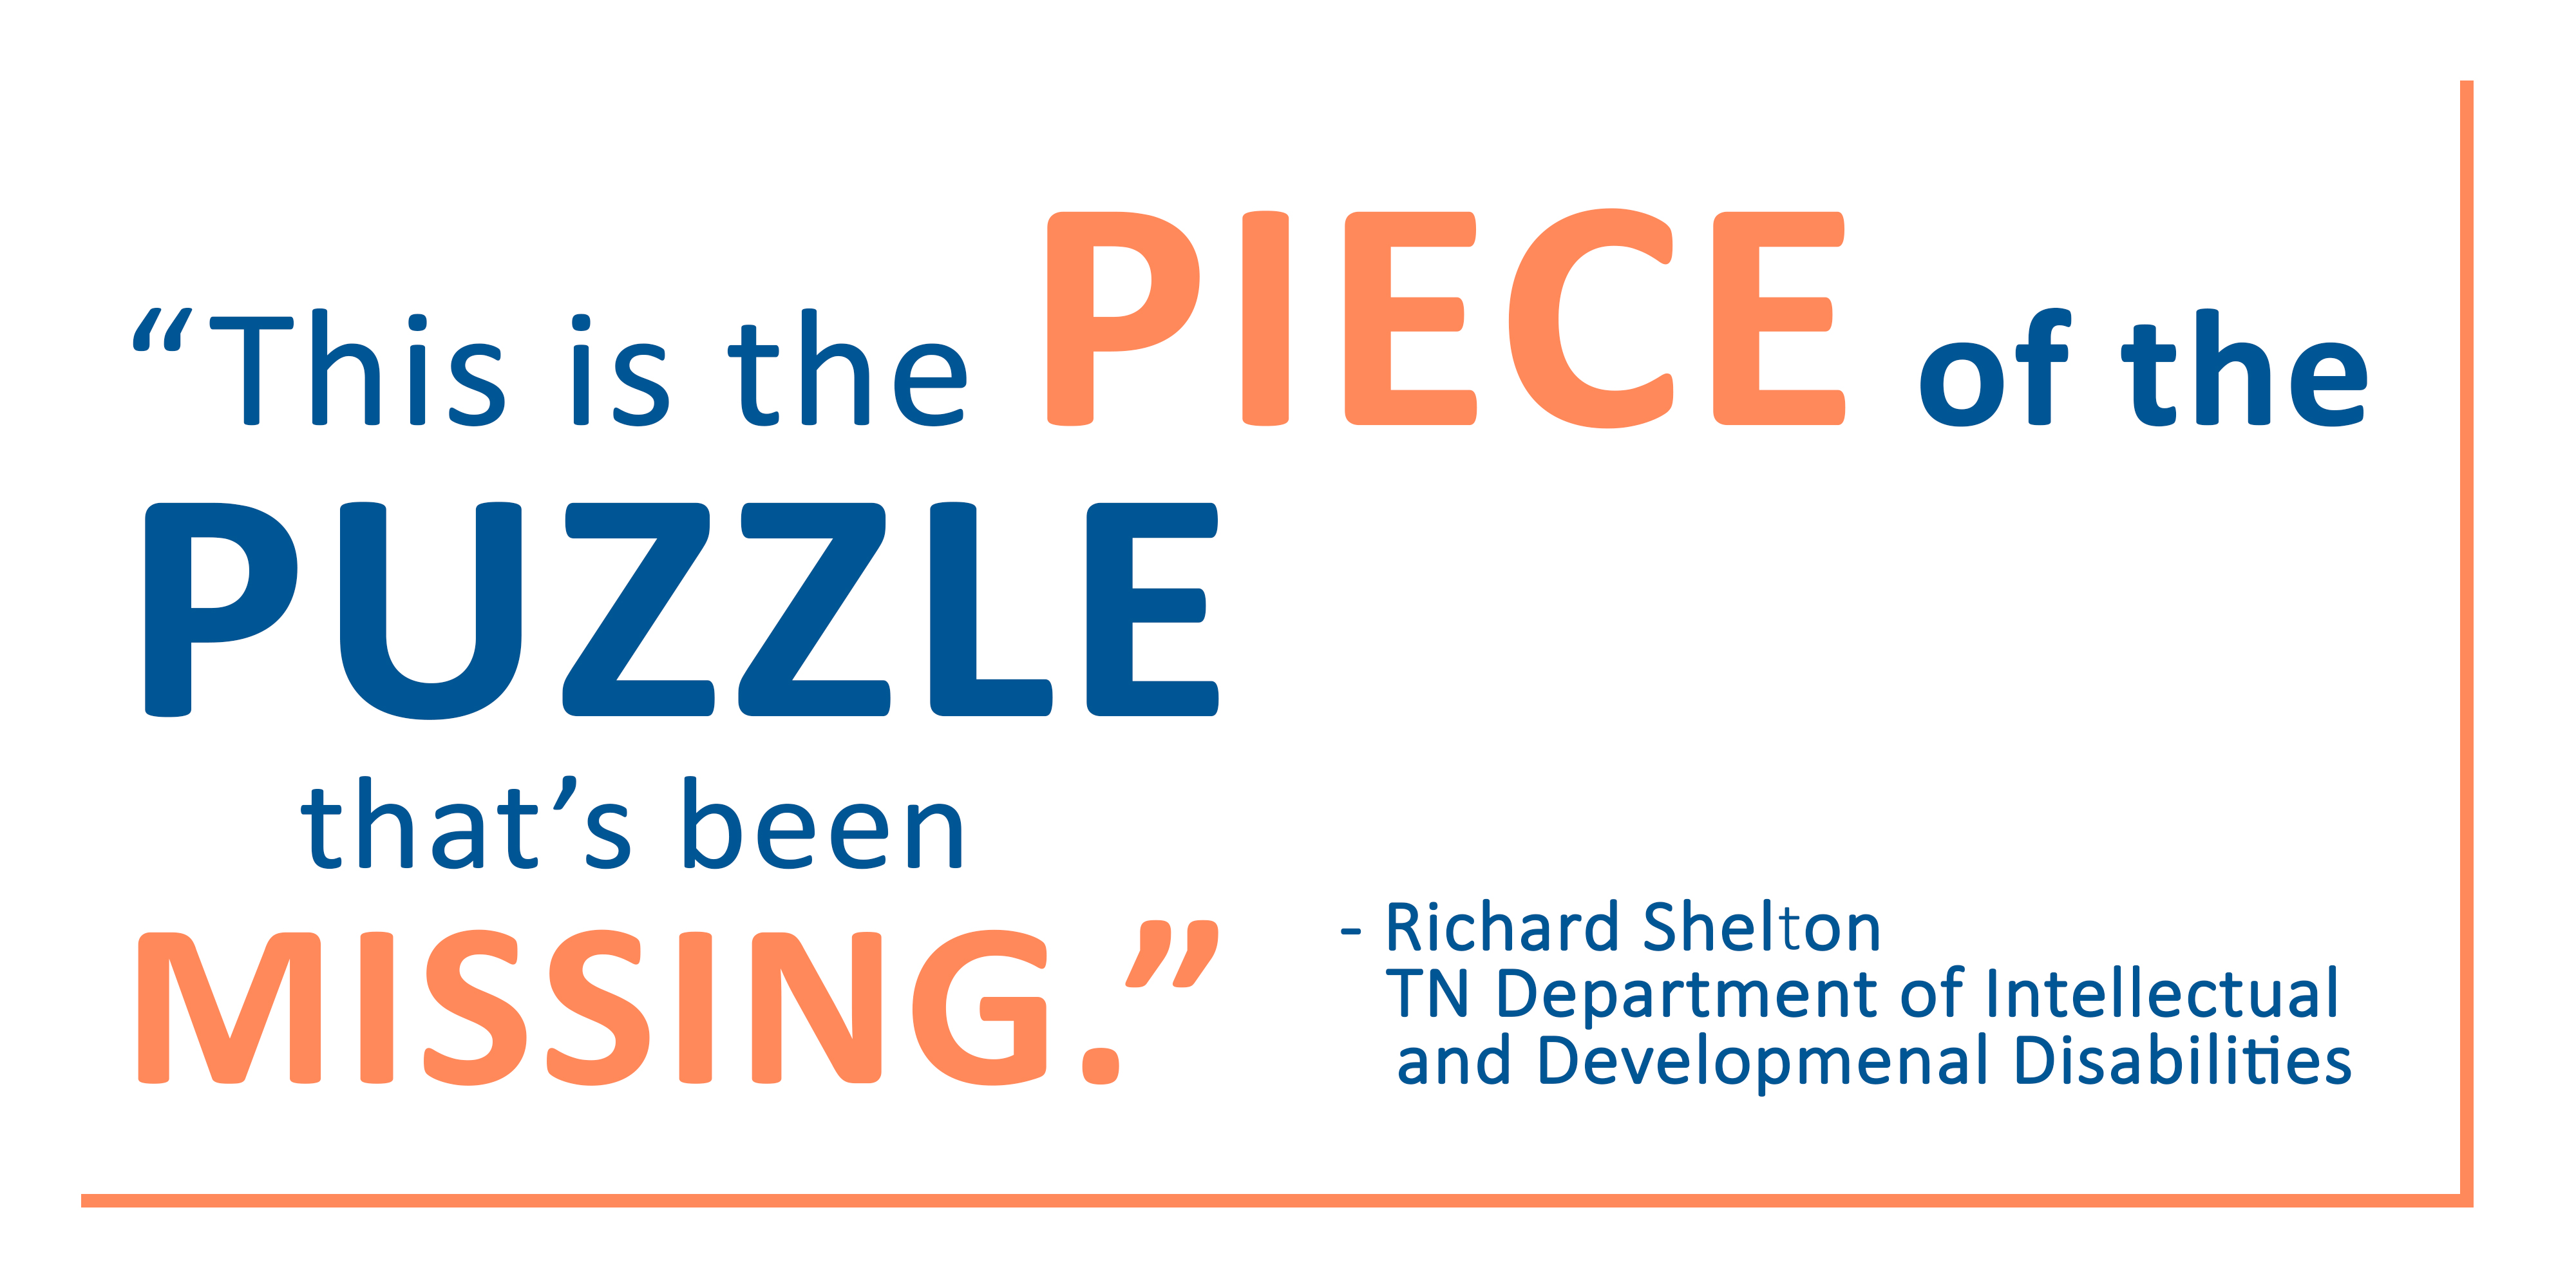 “This is the PIECE of the
PUZZLE
that’s been
MISSING.”
- Richard Shelton
TN Department of Intellectual
and Developmenal Disabilities